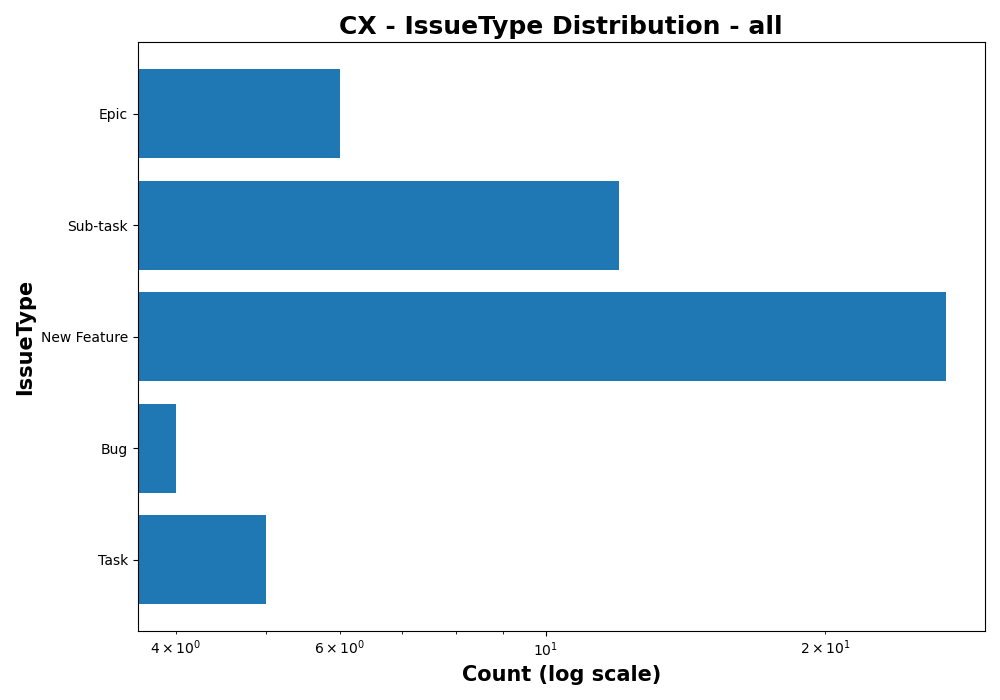 CX - IssueType Distribution - all
Epic
Sub-task
New Feature
Bug
Task
IssueType
4 × 10⁰
6 × 10⁰
10¹
2 × 10¹
Count (log scale)